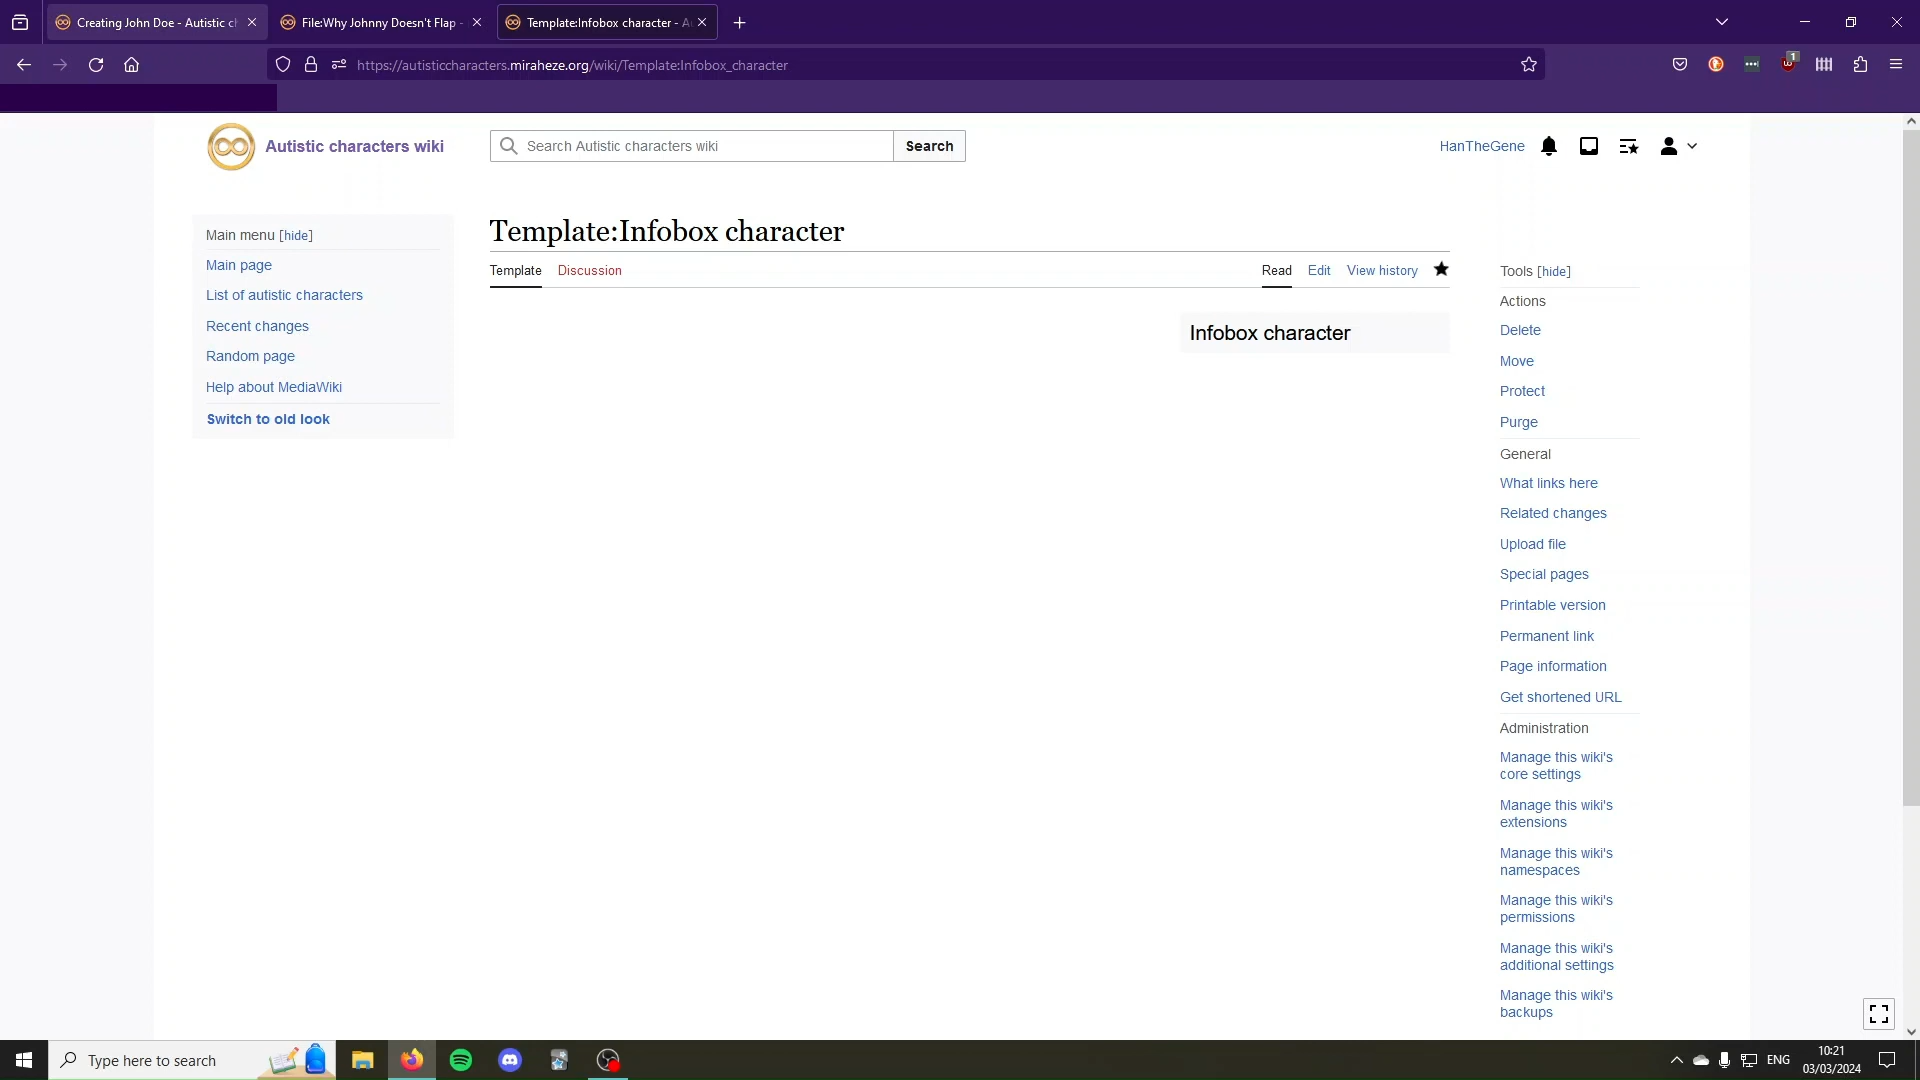 Creating John Doe - Autistic ch
File:Why Johnny Doesn't Flap -
Template:Infobox character - A
https://autisticcharacters.miraheze.org/wiki/Template:Infobox_character
1
Autistic characters wiki
Search Autistic characters wiki
Search
HanTheGene
Main menu [hide]
Main page
List of autistic characters
Recent changes
Random page
Help about MediaWiki
Switch to old look
Template:Infobox character
Template
Discussion
Read
Edit
View history
Infobox character
Tools [hide]
Actions
Delete
Move
Protect
Purge
General
What links here
Related changes
Upload file
Special pages
Printable version
Permanent link
Page information
Get shortened URL
Administration
Manage this wiki's
core settings
Manage this wiki's
extensions
Manage this wiki's
namespaces
Manage this wiki's
permissions
Manage this wiki's
additional settings
Manage this wiki's
backups
Type here to search
ENG
10:21
03/03/2024